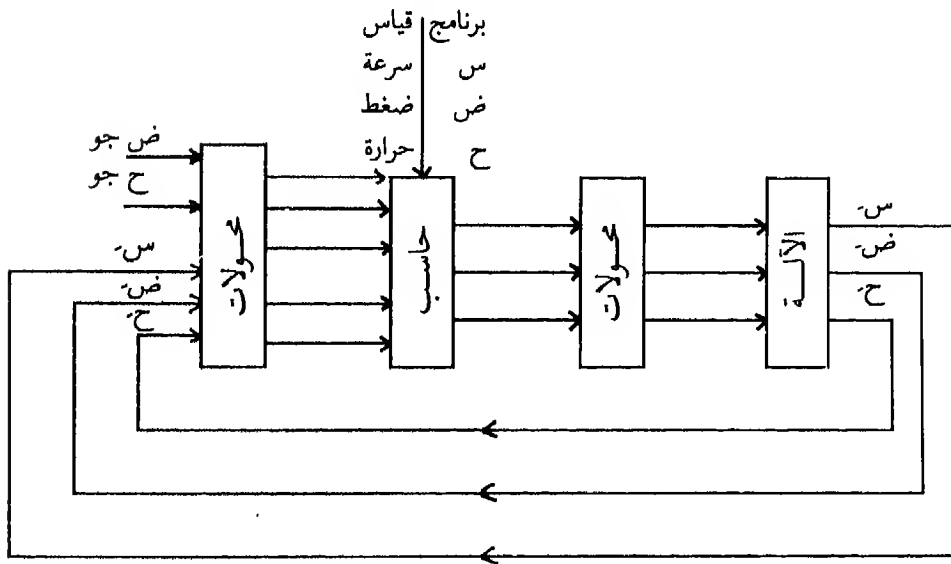 برنامج قياس
س سرعة
ض ضغط
ح حرارة
ض جو
ح جو
سَ
ضَ
حَ
محولات
حاسب
محولات
الآلة
سَ
ضَ
حَ